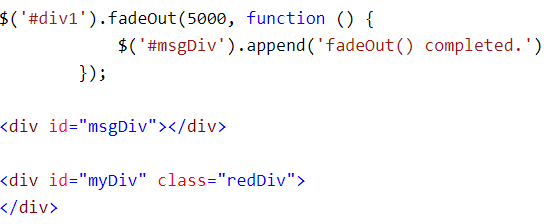 $('#div1').fadeOut(5000, function () {
$('#msgDiv').append('fadeOut() completed.')
});
<div id="msgDiv"></div>
<div id="myDiv" class="redDiv">
</div>